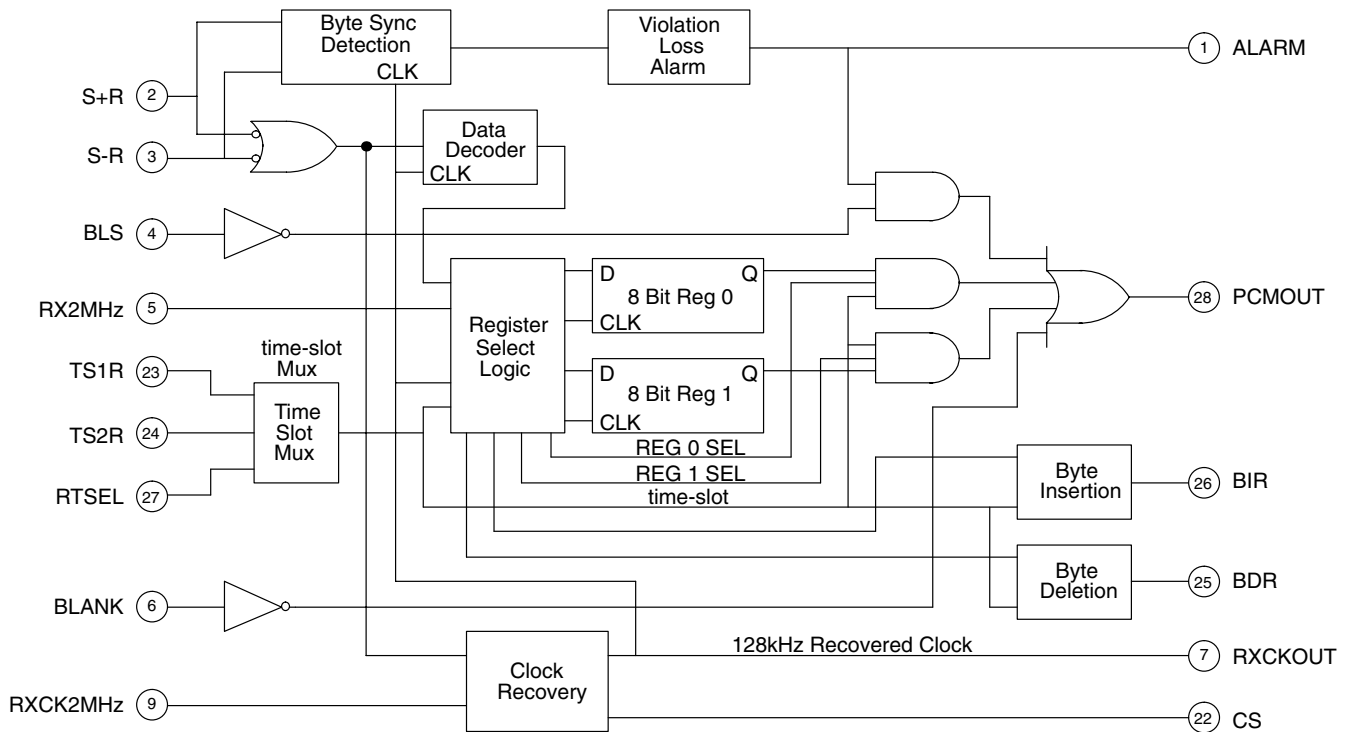 Byte Sync
Detection
CLK
Violation
Loss
Alarm
1 ALARM
S+R 2
S-R 3
Data
Decoder
CLK
BLS 4
RX2MHz 5
Register
Select
Logic
D Q
8 Bit Reg 0
CLK
D Q
8 Bit Reg 1
CLK
28 PCMOUT
time-slot
Mux
TS1R 23
TS2R 24
RTSEL 27
Time
Slot
Mux
REG 0 SEL
REG 1 SEL
time-slot
Byte
Insertion
26 BIR
Byte
Deletion
25 BDR
BLANK 6
Clock
Recovery
128kHz Recovered Clock
7 RXCKOUT
RXCK2MHz 9
22 CS